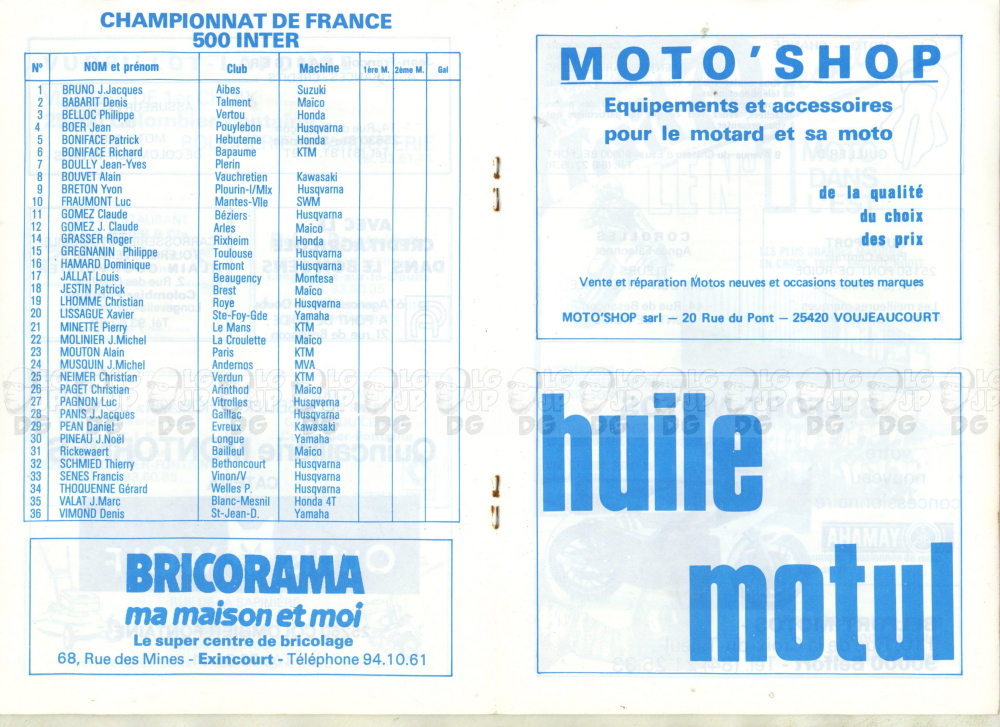 CHAMPIONNAT DE FRANCE
500 INTER
N° NOM et prénom Club Machine 1ère M. 2ème M. Gal
1 BRUNO J.Jacques Aibes Suzuki
2 BABARIT Denis Talment Maïco
3 BELLOC Philippe Vertou Honda
4 BOER Jean Pouylebon Husqvarna
5 BONIFACE Patrick Hebuterne Honda
6 BONIFACE Richard Bapaume KTM
7 BOULLY Jean-Yves Plerin
8 BOUVET Alain Vauchretien Kawasaki
9 BRETON Yvon Plourin-l/Mlx Husqvarna
10 FRAUMONT Luc Mantes-Vlle SWM
11 GOMEZ Claude Béziers Husqvarna
12 GOMEZ J. Claude Arles Maïco
14 GRASSER Roger Rixheim Honda
15 GREGNANIN Philippe Toulouse Husqvarna
16 HAMARD Dominique Ermont Husqvarna
17 JALLAT Louis Beaugency Montesa
18 JESTIN Patrick Brest Maïco
19 LHOMME Christian Roye Husqvarna
20 LISSAGUE Xavier Ste-Foy-Gde Yamaha
21 MINETTE Pierry Le Mans KTM
22 MOLINIER J.Michel La Croulette Maïco
23 MOUTON Alain Paris KTM
24 MUSQUIN J.Michel Andernos MVA
25 NEIMER Christian Verdun KTM
26 PAGET Christian Arinthod Maïco
27 PAGNON Luc Vitrolles Husqvarna
28 PANIS J.Jacques Gaillac Husqvarna
29 PEAN Daniel Evreux Kawasaki
30 PINEAU J.Noël Longue Yamaha
31 Rickewaert Bailleul Maïco
32 SCHMIED Thierry Bethoncourt Husqvarna
33 SENES Francis Vinon/V Husqvarna
34 THOQUENNE Gérard Welles P. Husqvarna
35 VALAT J.Marc Blanc-Mesnil Honda 4T
36 VIMOND Denis St-Jean-D. Yamaha
BRICORAMA
ma maison et moi
Le super centre de bricolage
68, Rue des Mines - Exincourt - Téléphone 94.10.61
MOTO'SHOP
Equipements et accessoires
pour le motard et sa moto
de la qualité
du choix
des prix
Vente et réparation Motos neuves et occasions toutes marques
MOTO'SHOP sarl — 20 Rue du Pont — 25420 VOUJEAUCOURT
huile
motul